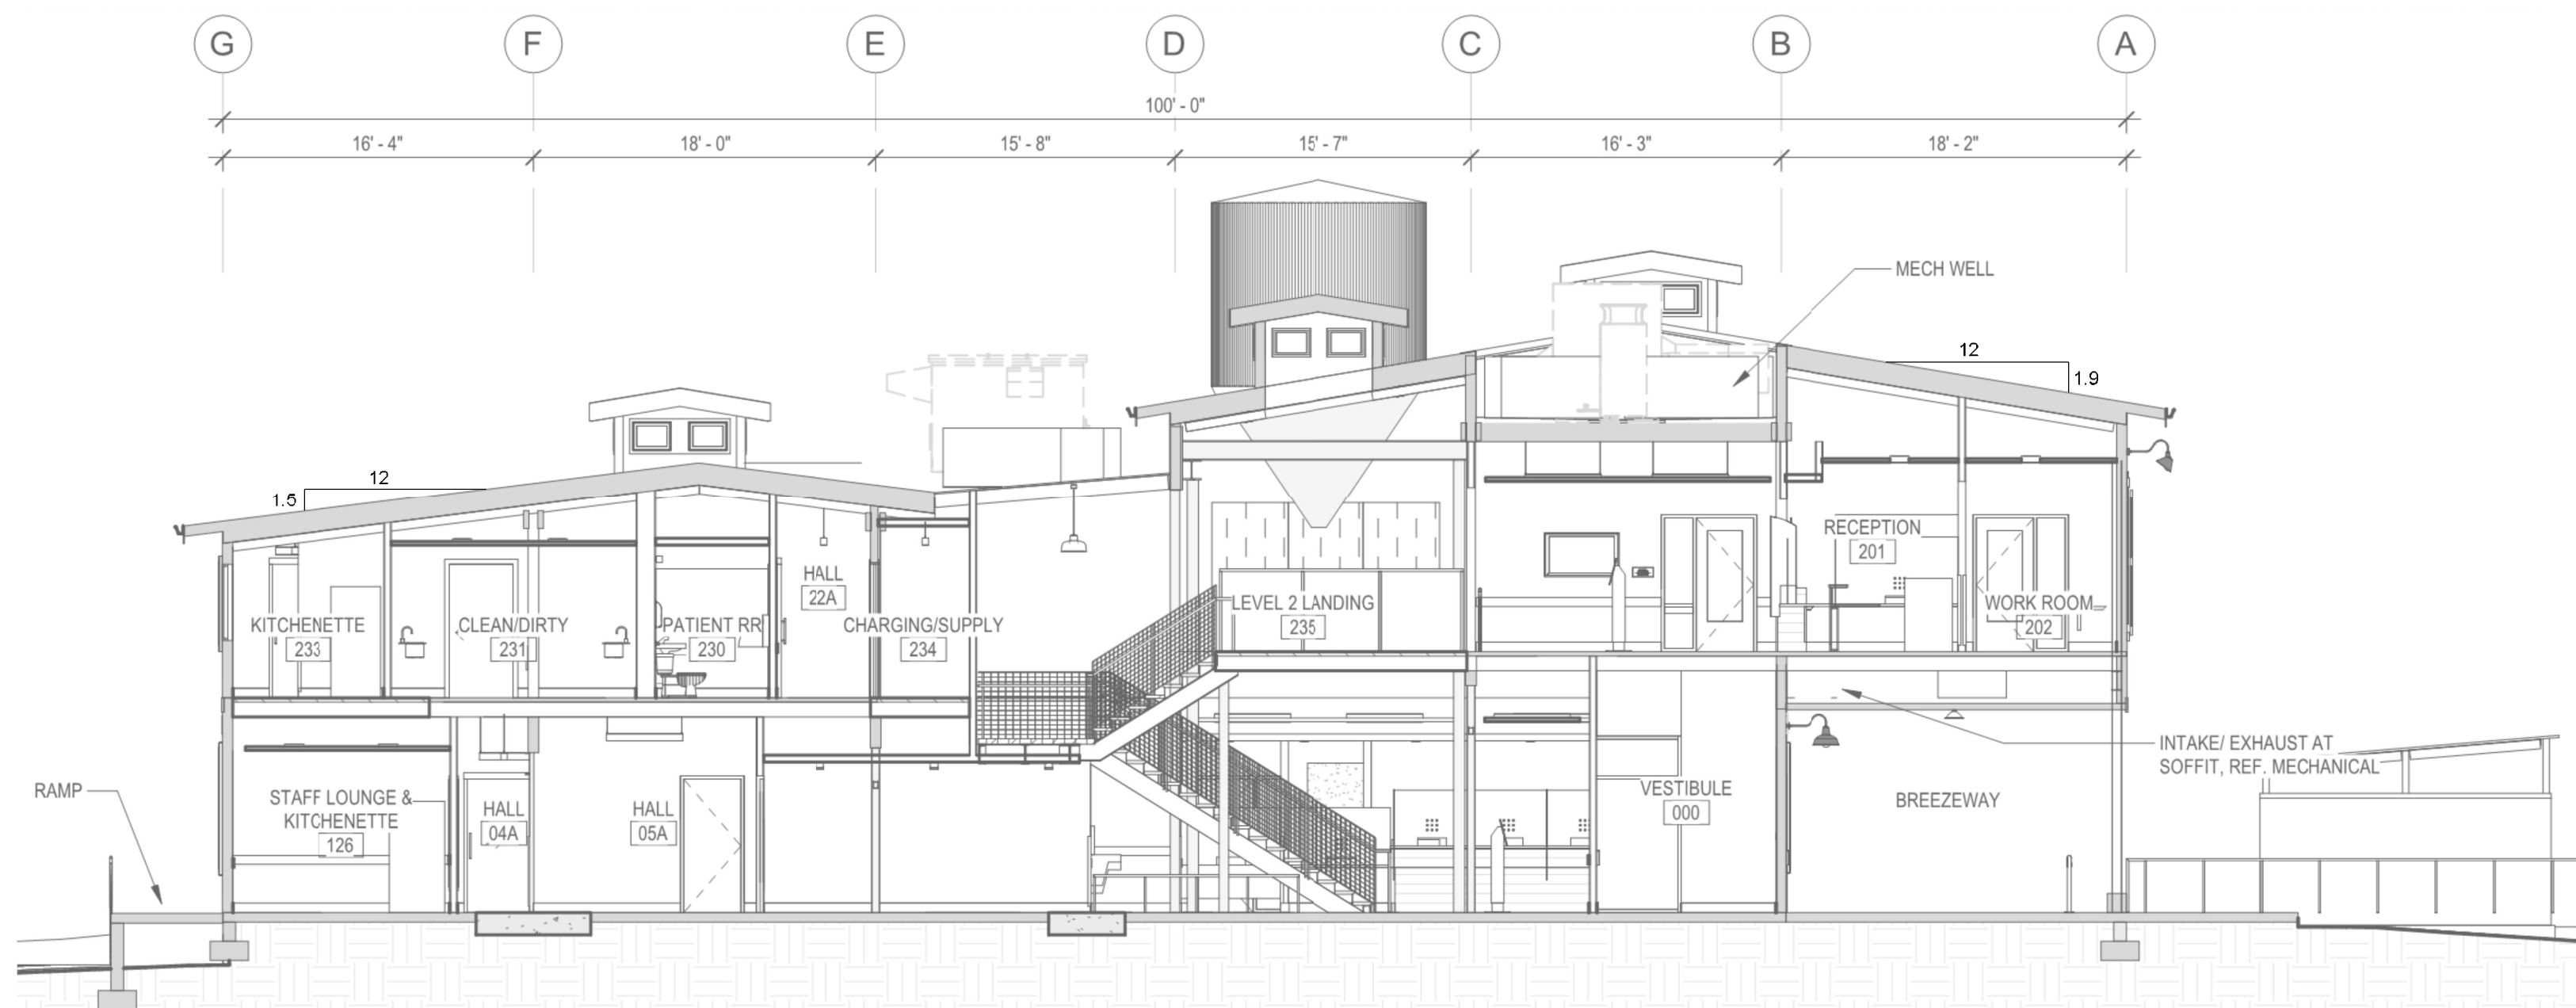 G F E D C B A
100' - 0"
16' - 4" 18' - 0" 15' - 8" 15' - 7" 16' - 3" 18' - 2"
MECH WELL
12
1.9
12
1.5
RECEPTION
201
HALL
22A
LEVEL 2 LANDING
235
WORK ROOM
202
KITCHENETTE
233
CLEAN/DIRTY
231
PATIENT RR
230
CHARGING/SUPPLY
234
INTAKE/ EXHAUST AT
SOFFIT, REF. MECHANICAL
RAMP
STAFF LOUNGE &
KITCHENETTE
126
HALL
04A
HALL
05A
VESTIBULE
000
BREEZEWAY